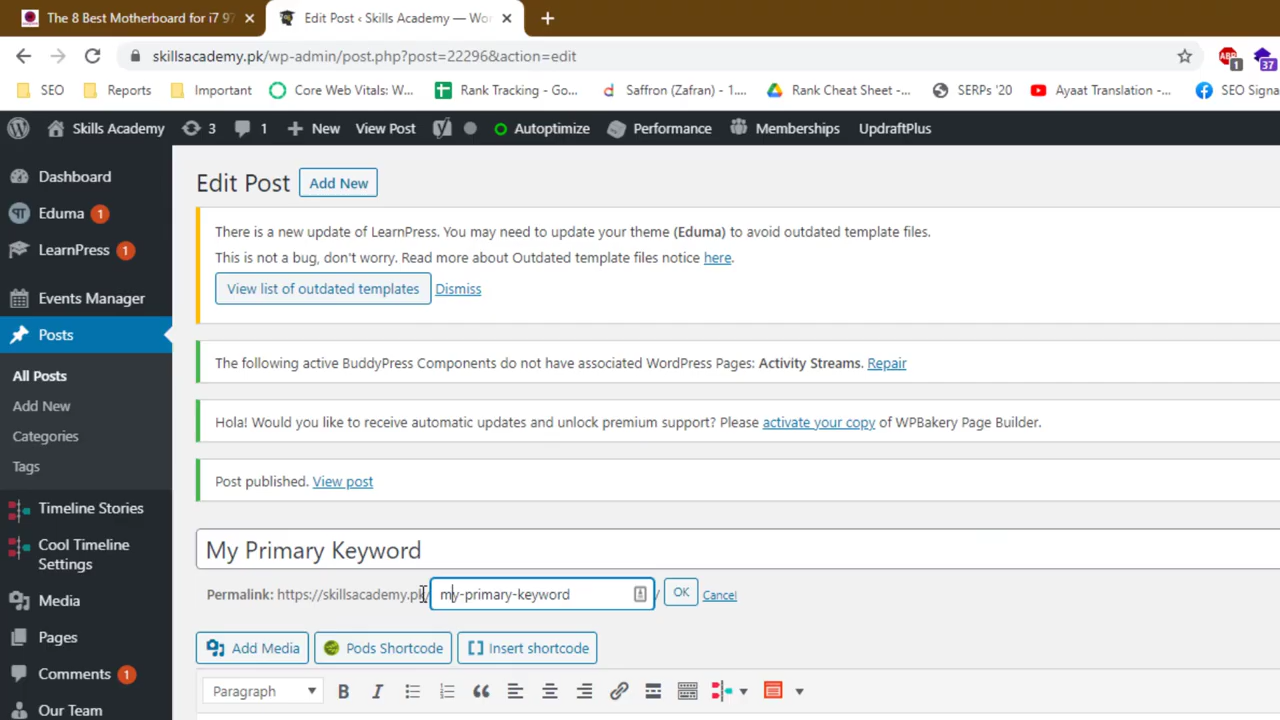 The 8 Best Motherboard for i7 97
Edit Post ‹ Skills Academy — Wor
skillsacademy.pk/wp-admin/post.php?post=22296&action=edit
ABP
1
37
SEO
Reports
Important
Core Web Vitals: W...
Rank Tracking - Go...
Saffron (Zafran) - 1....
Rank Cheat Sheet -...
SERPs '20
Ayaat Translation -...
SEO Signa
Skills Academy
3
1
New
View Post
Autoptimize
Performance
Memberships
UpdraftPlus
Dashboard
Eduma 1
LearnPress 1
Events Manager
Posts
All Posts
Add New
Categories
Tags
Timeline Stories
Cool Timeline
Settings
Media
Pages
Comments 1
Our Team
Edit Post
Add New
There is a new update of LearnPress. You may need to update your theme (Eduma) to avoid outdated template files.
This is not a bug, don't worry. Read more about Outdated template files notice here.
View list of outdated templates
Dismiss
The following active BuddyPress Components do not have associated WordPress Pages: Activity Streams. Repair
Hola! Would you like to receive automatic updates and unlock premium support? Please activate your copy of WPBakery Page Builder.
Post published. View post
My Primary Keyword
Permalink: https://skillsacademy.pk/ my-primary-keyword / OK Cancel
Add Media
Pods Shortcode
Insert shortcode
Paragraph
B
I